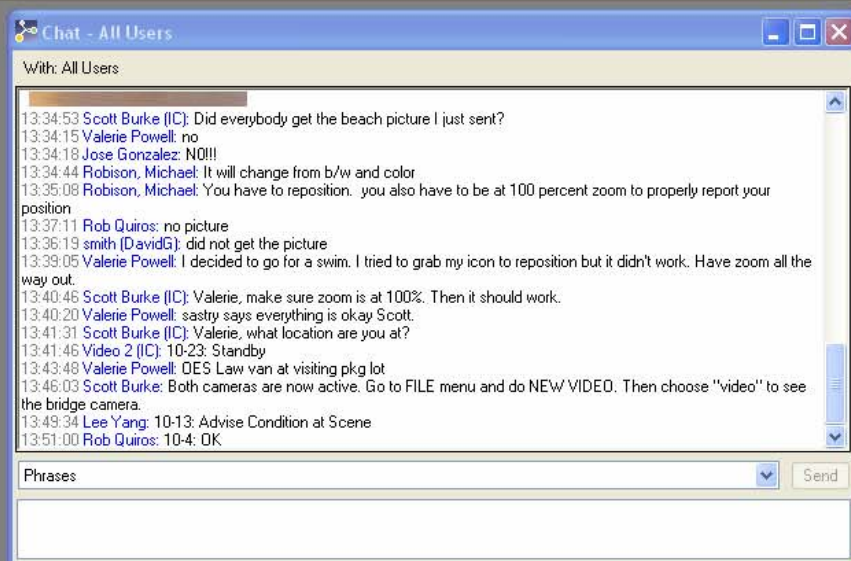 Chat - All Users
With: All Users
13:34:53 Scott Burke (IC): Did everybody get the beach picture I just sent?
13:34:15 Valerie Powell: no
13:34:18 Jose Gonzalez: NO!!!
13:34:44 Robison, Michael: It will change from b/w and color
13:35:08 Robison, Michael: You have to reposition.  you also have to be at 100 percent zoom to properly report your
position
13:37:11 Rob Quiros: no picture
13:36:19 smith (DavidG): did not get the picture
13:39:05 Valerie Powell: I decided to go for a swim. I tried to grab my icon to reposition but it didn't work. Have zoom all the
way out.
13:40:46 Scott Burke (IC): Valerie, make sure zoom is at 100%. Then it should work.
13:40:20 Valerie Powell: sastry says everything is okay Scott.
13:41:31 Scott Burke (IC): Valerie, what location are you at?
13:41:46 Video 2 (IC): 10-23: Standby
13:43:48 Valerie Powell: OES Law van at visiting pkg lot
13:46:03 Scott Burke: Both cameras are now active. Go to FILE menu and do NEW VIDEO. Then choose "video" to see
the bridge camera.
13:49:34 Lee Yang: 10-13: Advise Condition at Scene
13:51:00 Rob Quiros: 10-4: OK
Phrases
Send